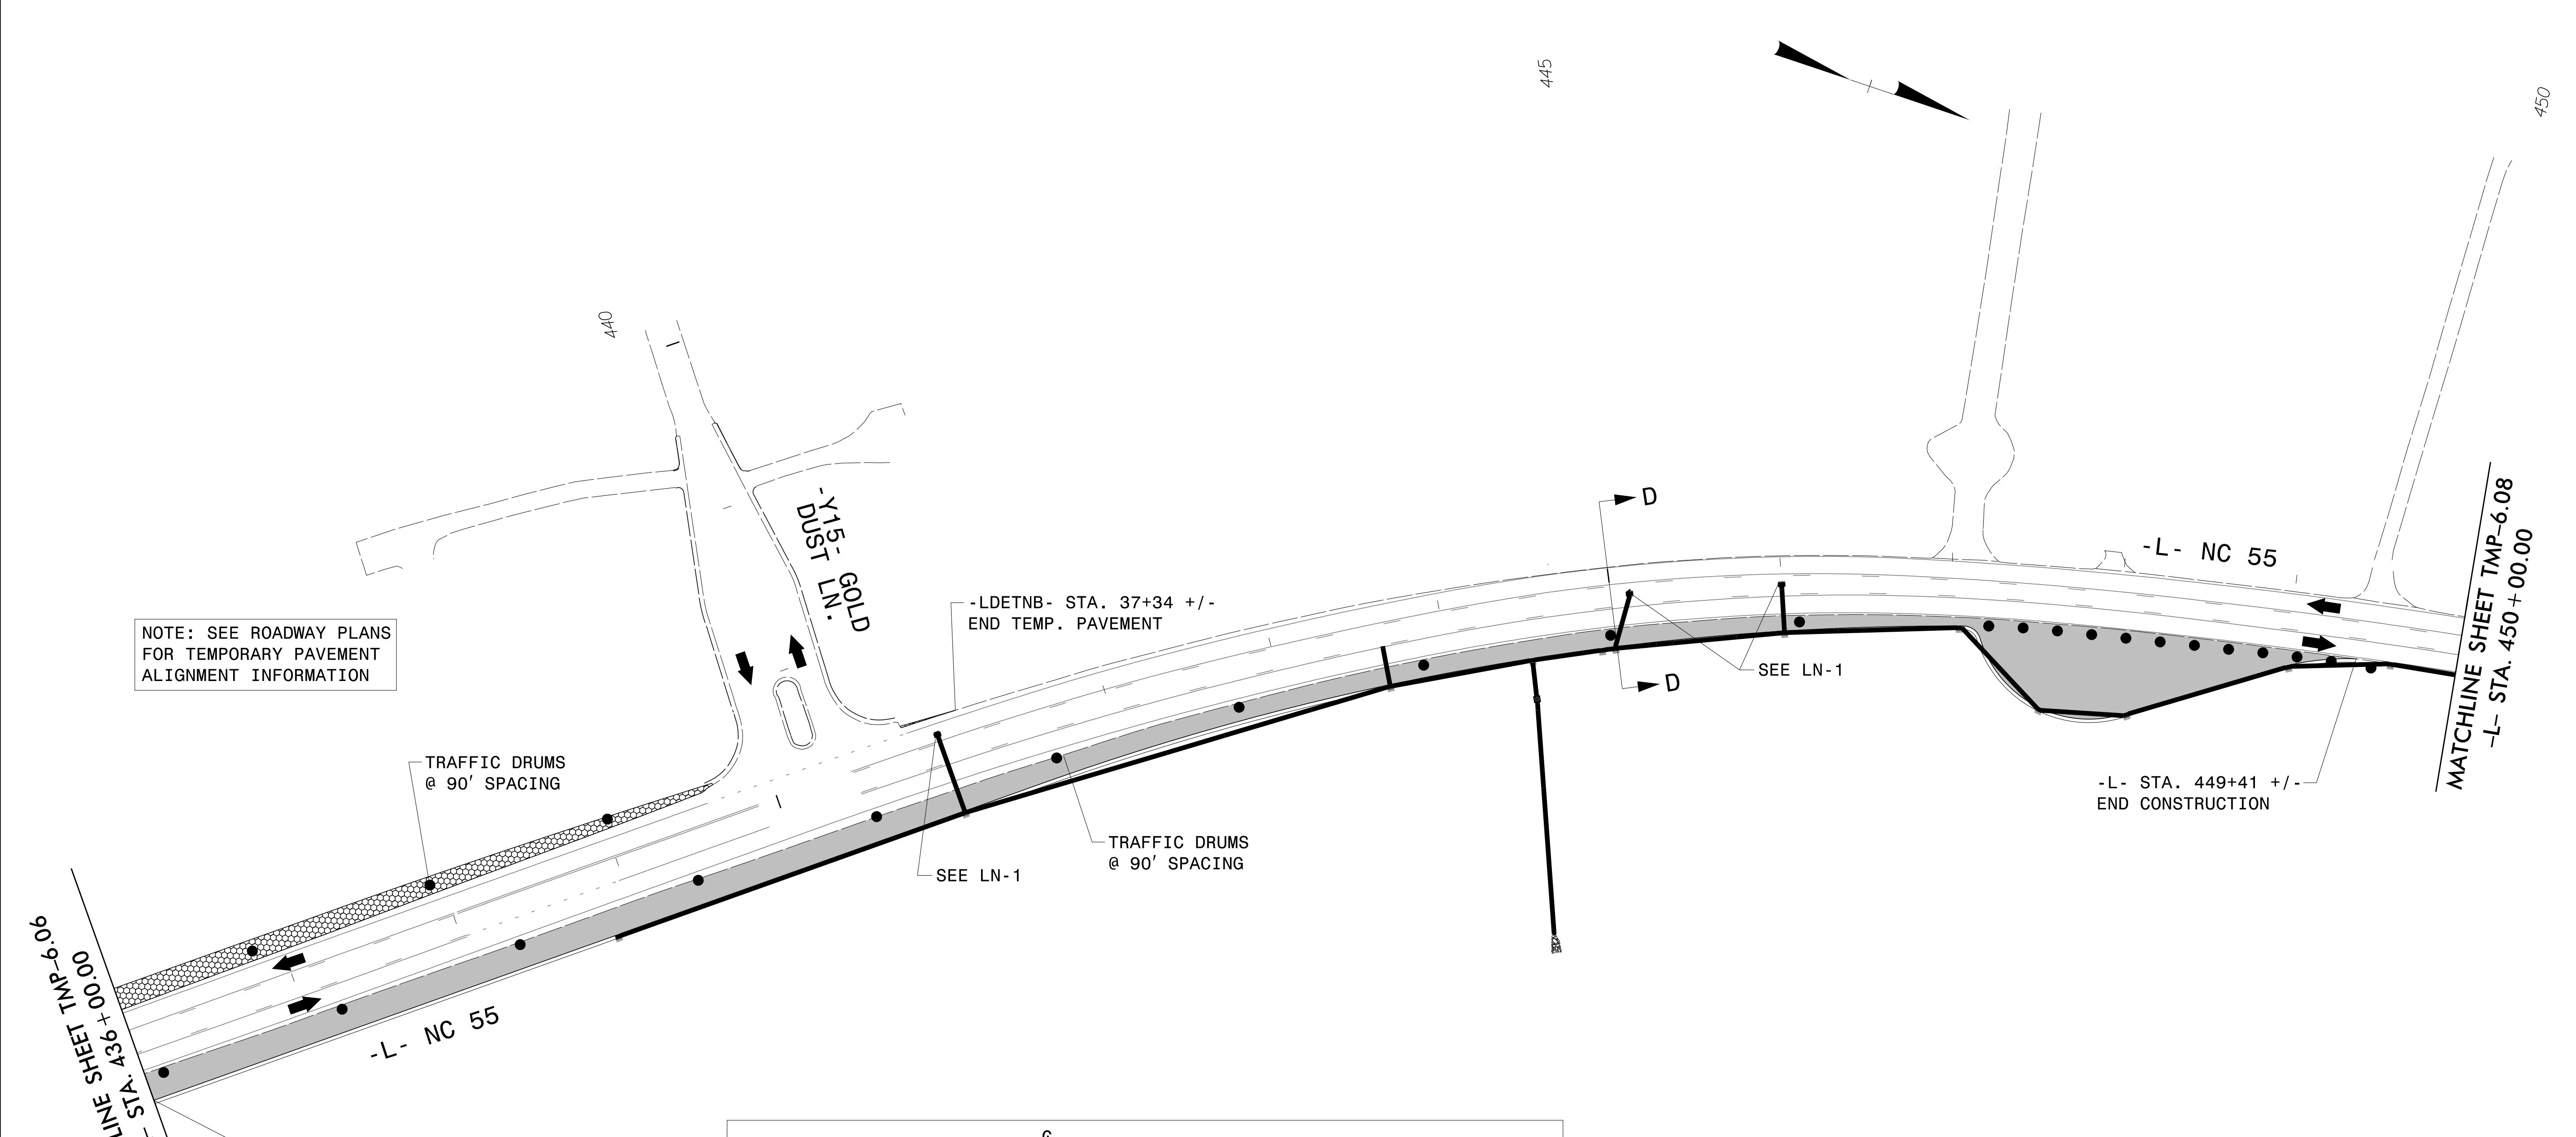 445
450
440
-Y15- GOLD
DUST LN.
D
-L- NC 55
MATCHLINE SHEET TMP-6.08
-L- STA. 450+00.00
-LDETNB- STA. 37+34 +/-
END TEMP. PAVEMENT
NOTE: SEE ROADWAY PLANS
FOR TEMPORARY PAVEMENT
ALIGNMENT INFORMATION
SEE LN-1
D
TRAFFIC DRUMS
@ 90' SPACING
-L- STA. 449+41 +/-
END CONSTRUCTION
TRAFFIC DRUMS
@ 90' SPACING
SEE LN-1
LINE SHEET TMP-6.06
- STA. 436+00.00
-L- NC 55